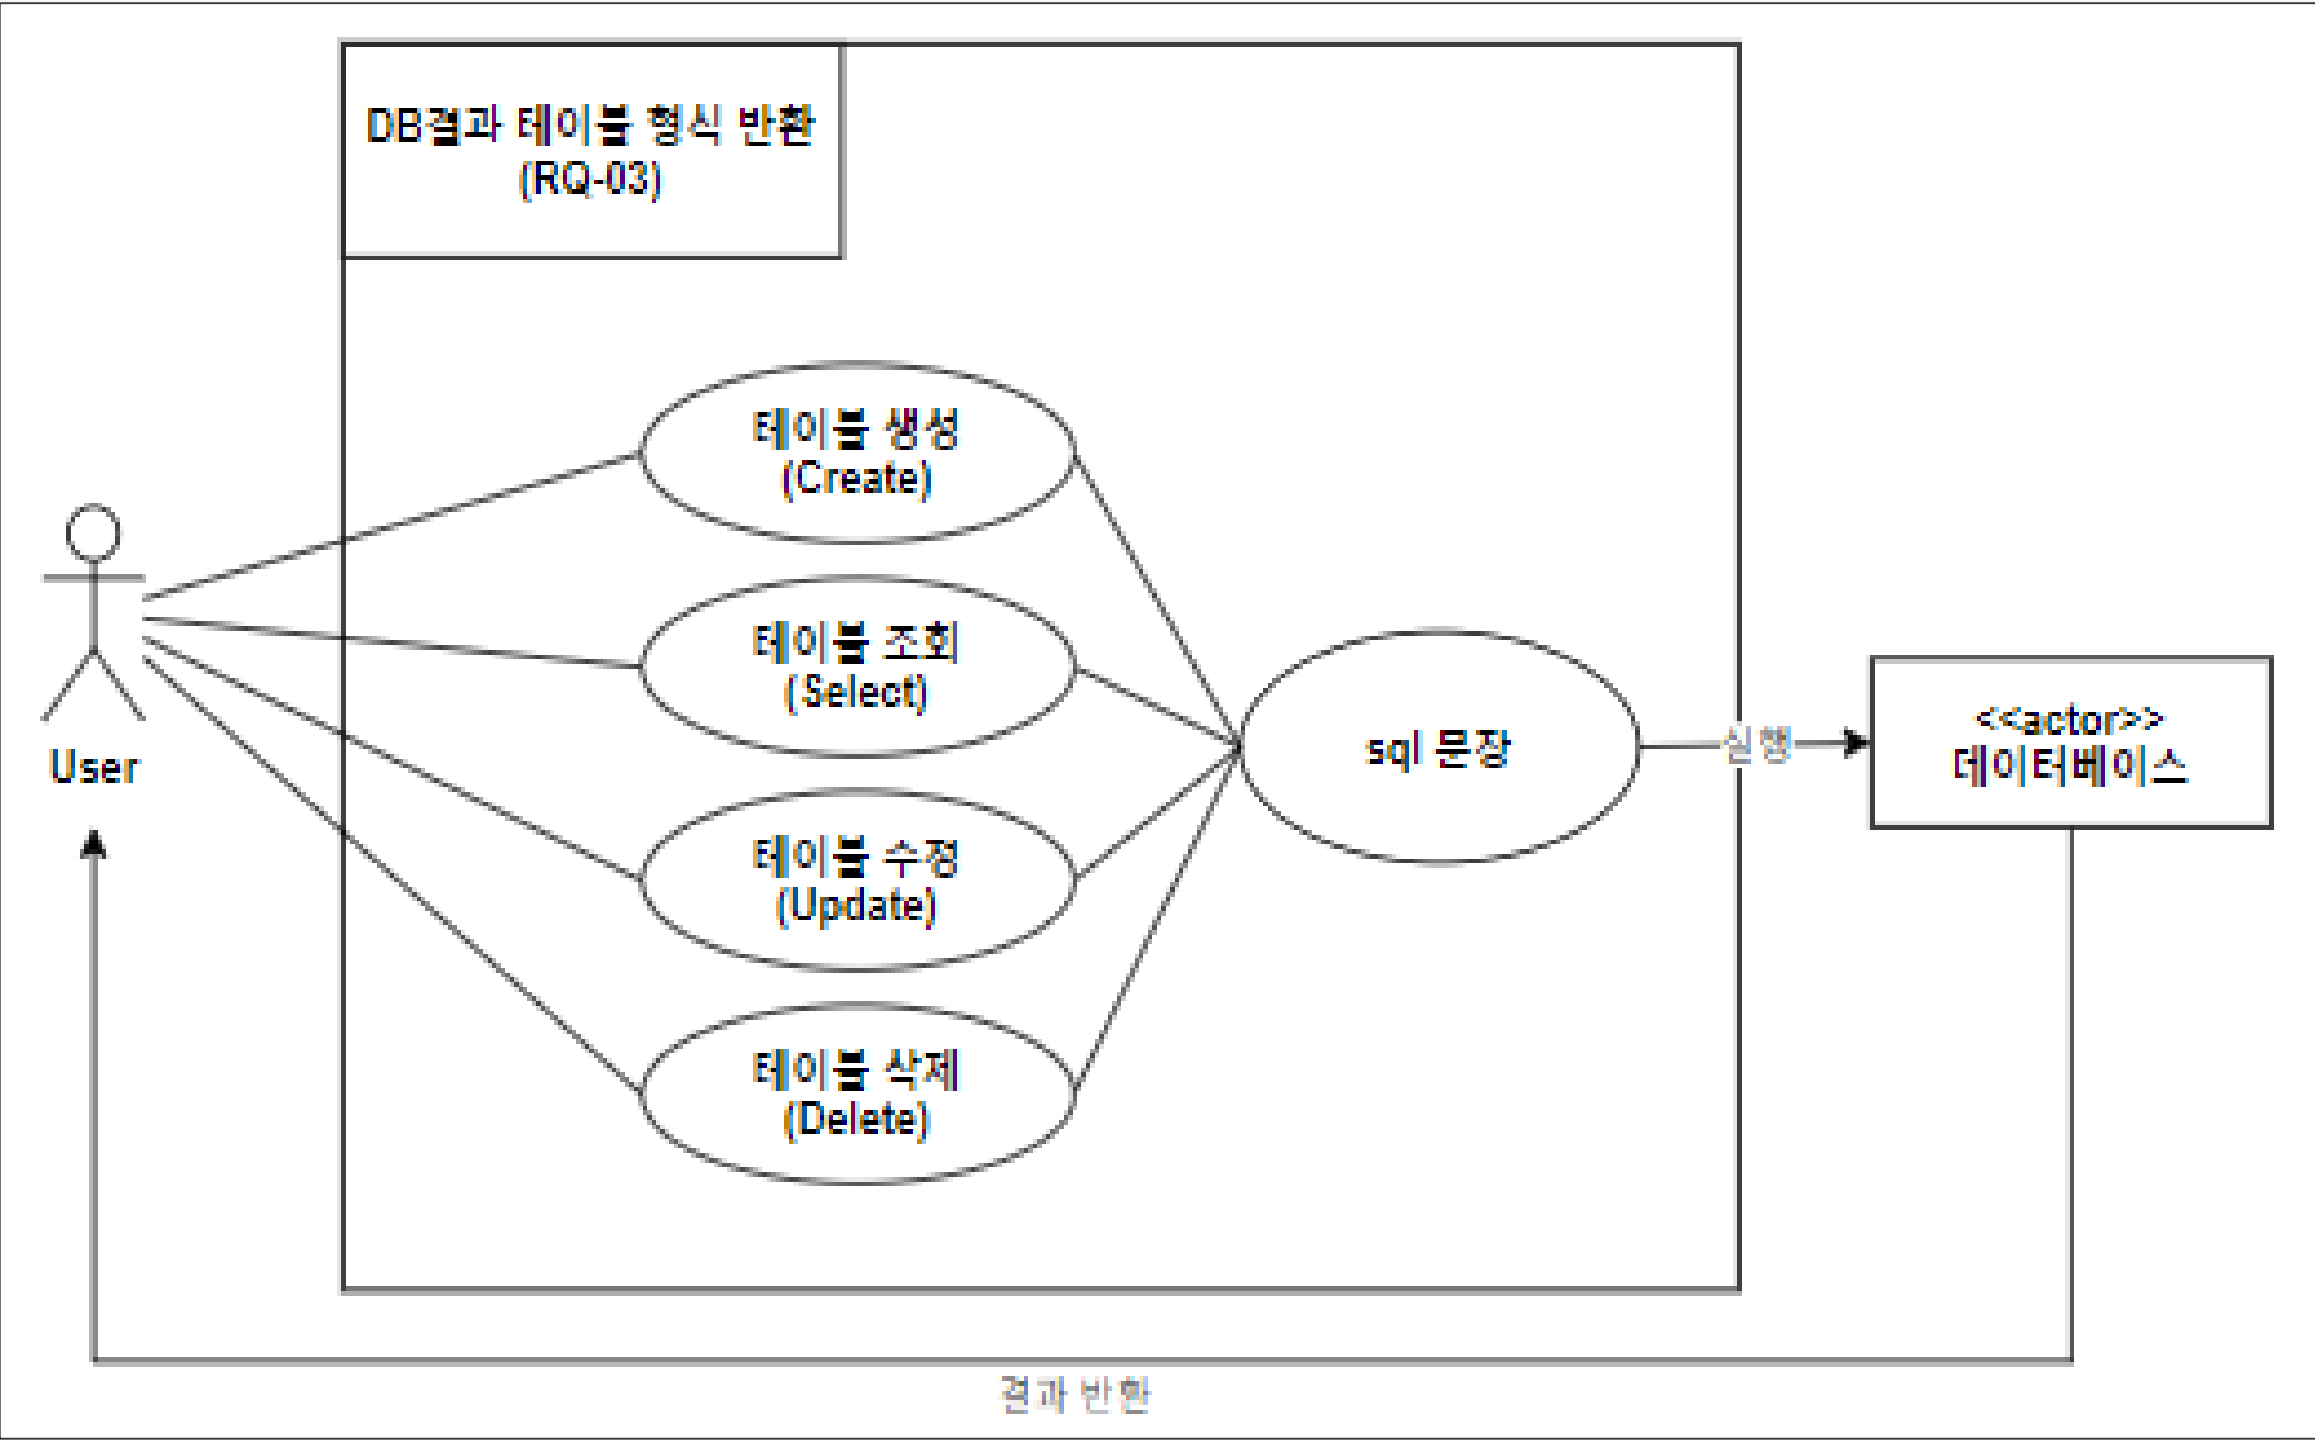 DB결과 테이블 형식 반환
(RQ-03)
테이블 생성
(Create)
테이블 조회
(Select)
User
테이블 수정
(Update)
테이블 삭제
(Delete)
sql 문장
실행
<<actor>>
데이터베이스
결과 반환